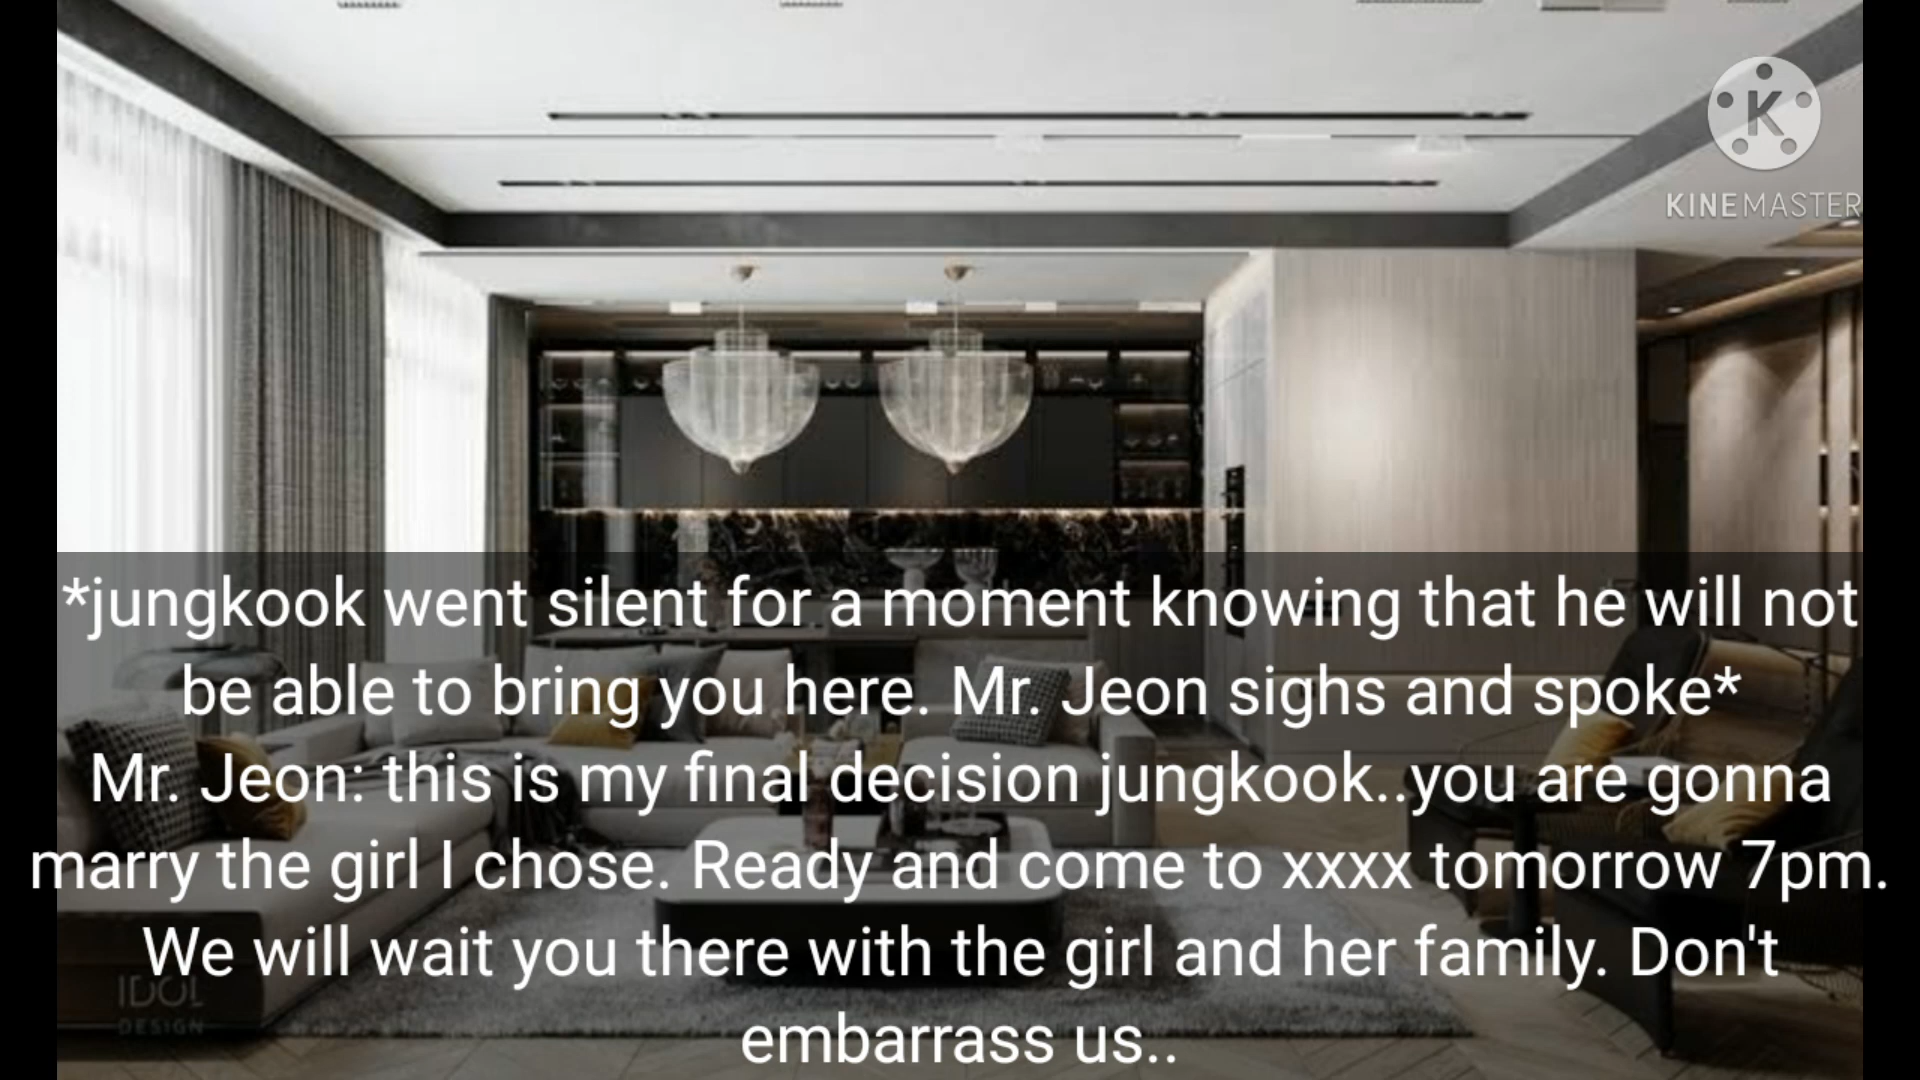 K
KINEMASTER
*jungkook went silent for a moment knowing that he will not
be able to bring you here. Mr. Jeon sighs and spoke*
Mr. Jeon: this is my final decision jungkook..you are gonna
marry the girl I chose. Ready and come to xxxx tomorrow 7pm.
We will wait you there with the girl and her family. Don't
embarrass us..
IDOL
DESIGN